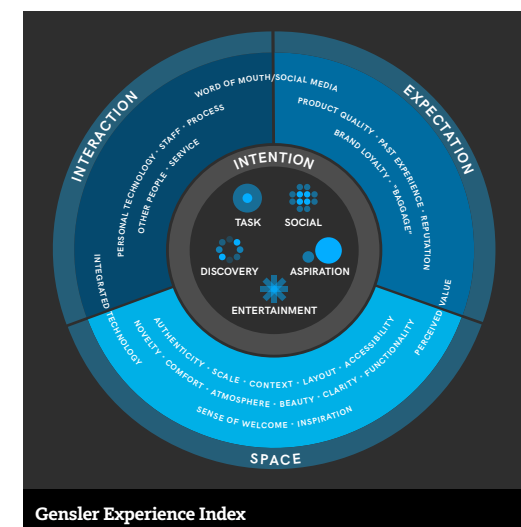 INTERACTION
EXPECTATION
SPACE
WORD OF MOUTH/SOCIAL MEDIA
PERSONAL TECHNOLOGY · STAFF · PROCESS
OTHER PEOPLE · SERVICE
PRODUCT QUALITY · PAST EXPERIENCE · REPUTATION
BRAND LOYALTY · "BAGGAGE"
INTENTION
TASK
SOCIAL
DISCOVERY
ASPIRATION
ENTERTAINMENT
INTEGRATED TECHNOLOGY
PERCEIVED VALUE
AUTHENTICITY · SCALE · CONTEXT · LAYOUT · ACCESSIBILITY
NOVELTY · COMFORT · ATMOSPHERE · BEAUTY · CLARITY · FUNCTIONALITY
SENSE OF WELCOME · INSPIRATION
Gensler Experience Index